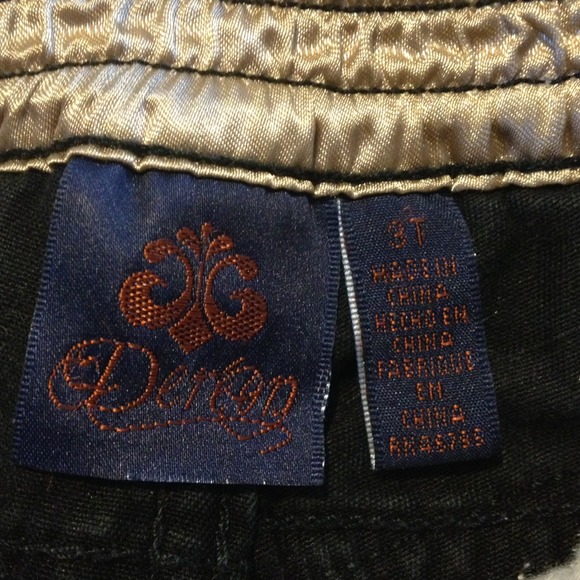 Dereon
3T
MADE IN
CHINA
HECHO EN
CHINA
FABRIQUE
EN
CHINA